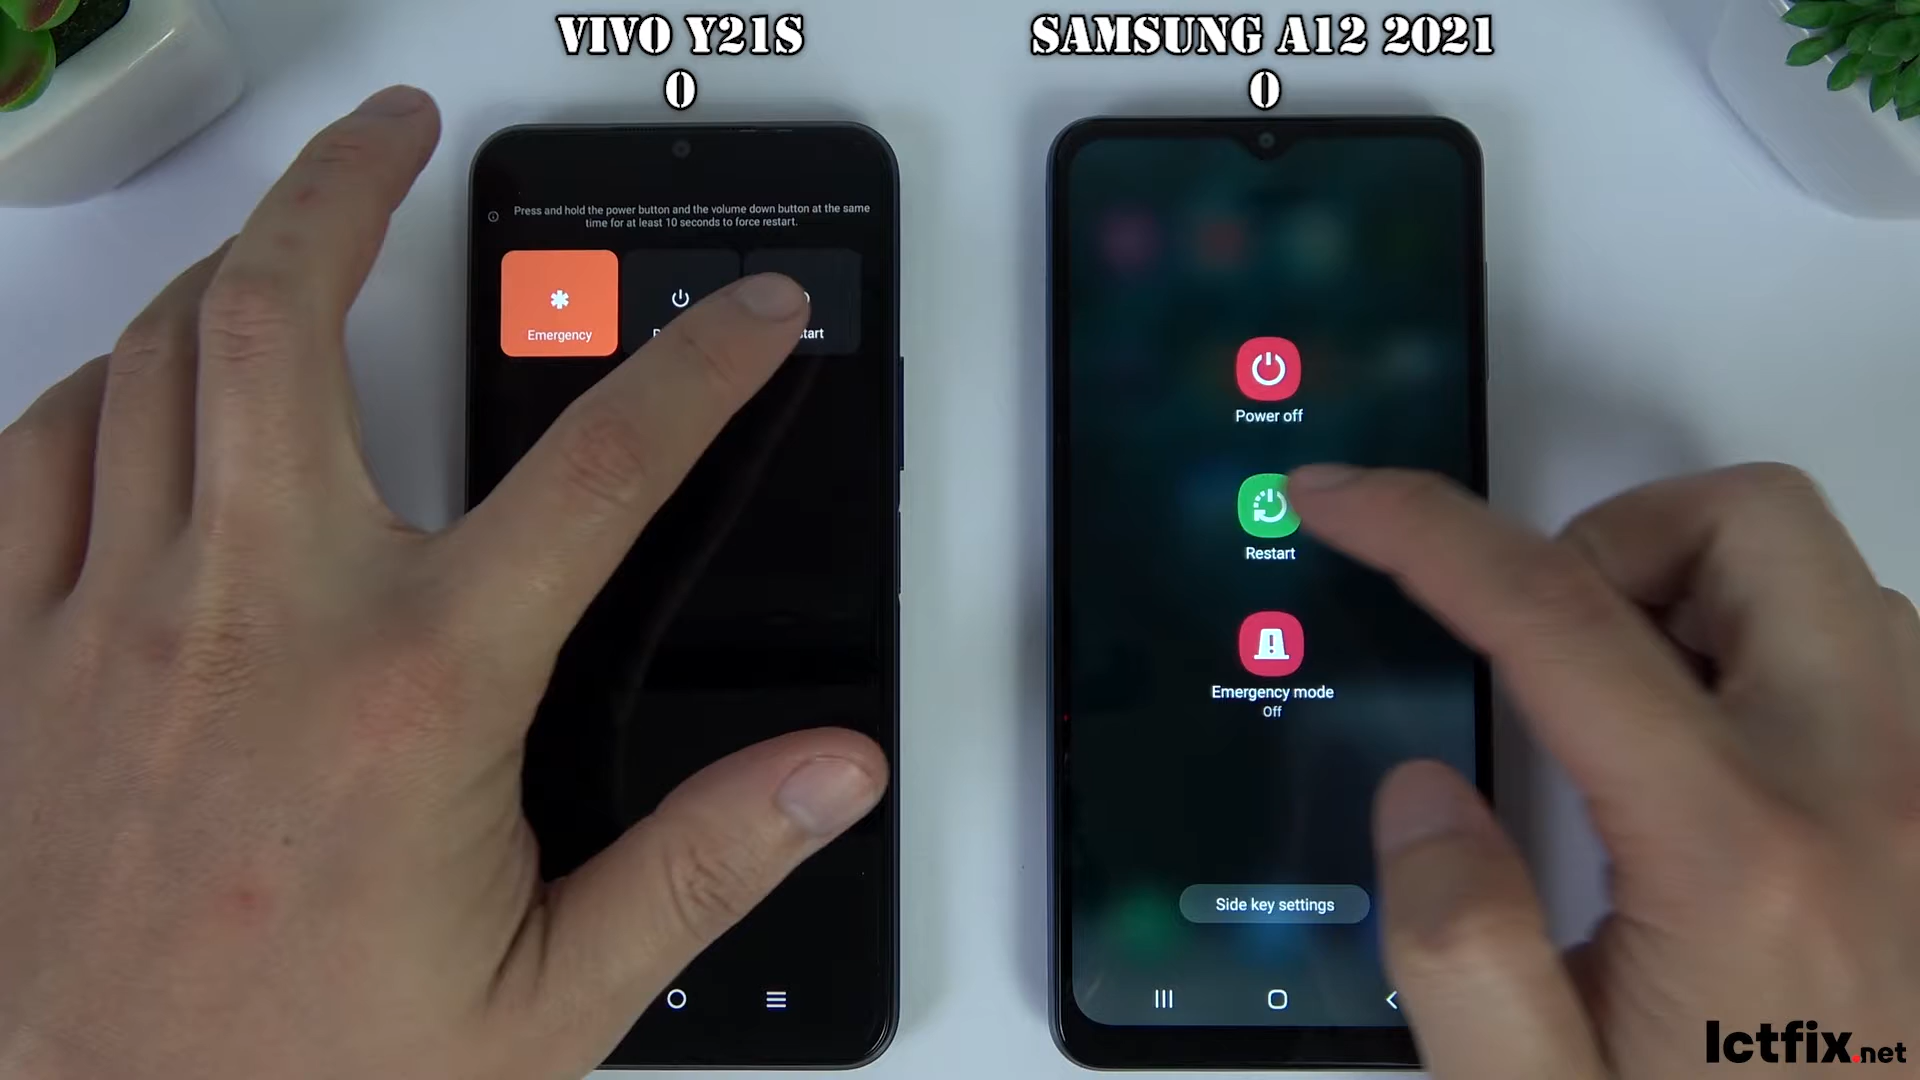 VIVO Y21S
0
SAMSUNG A12 2021
0
Press and hold the power button and the volume down button at the same
time for at least 10 seconds to force restart.
Emergency
Power off
Restart
Emergency mode
Off
Side key settings
Ictfix.net